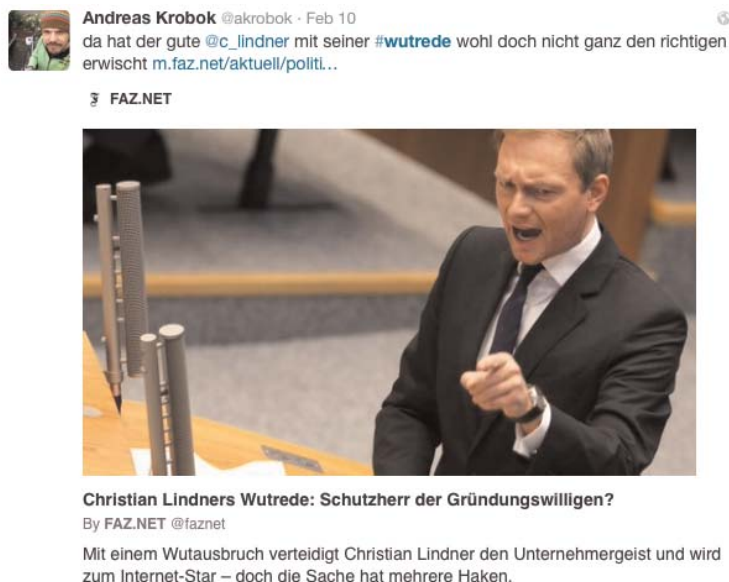 Andreas Krobok @akrobok · Feb 10
da hat der gute @c_lindner mit seiner #wutrede wohl doch nicht ganz den richtigen
erwischt m.faz.net/aktuell/politi…
FAZ.NET
Christian Lindners Wutrede: Schutzherr der Gründungswilligen?
By FAZ.NET @faznet
Mit einem Wutausbruch verteidigt Christian Lindner den Unternehmergeist und wird
zum Internet-Star – doch die Sache hat mehrere Haken.